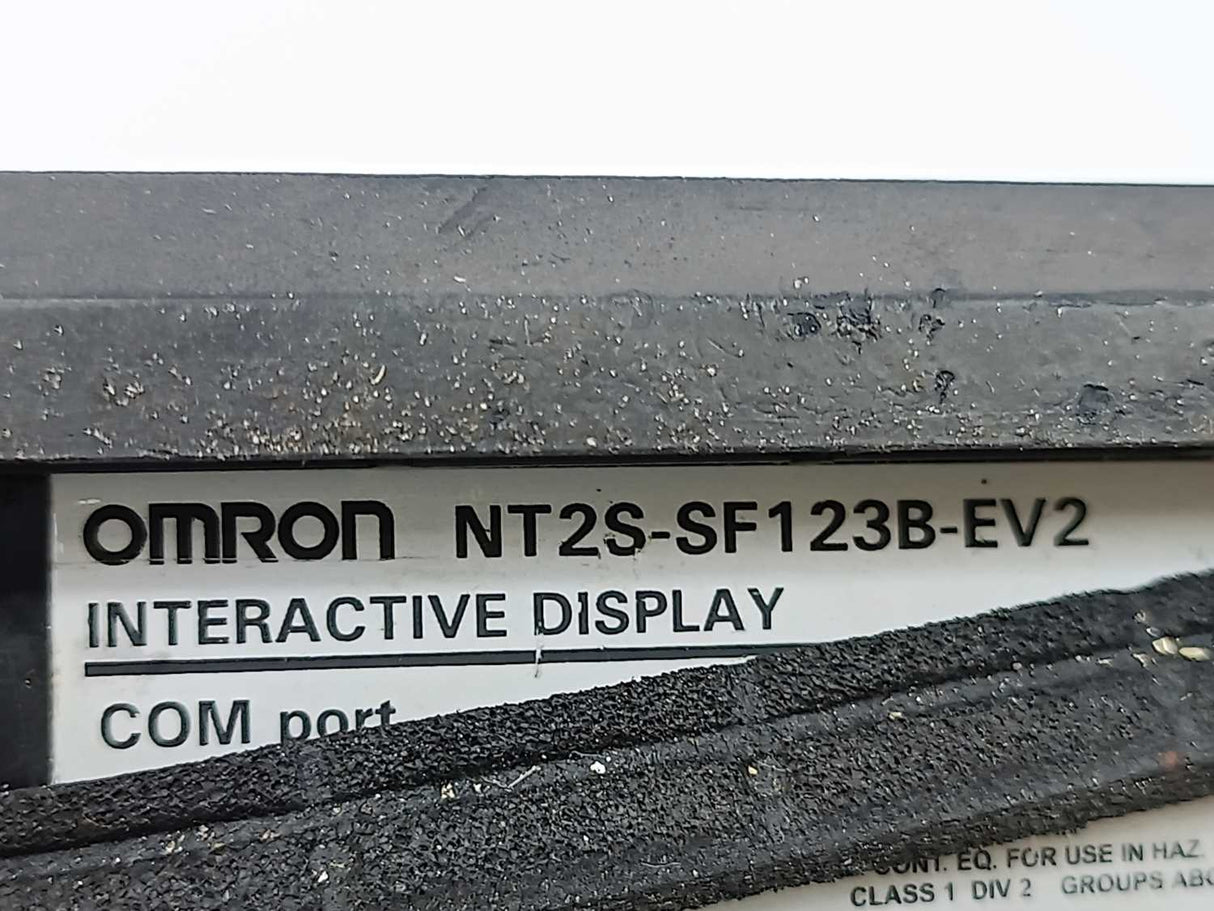 OMRON NT2S-SF123B-EV2
INTERACTIVE DISPLAY
COM port
CONT. EQ. FOR USE IN HAZ.
CLASS 1 DIV 2 GROUPS ABC